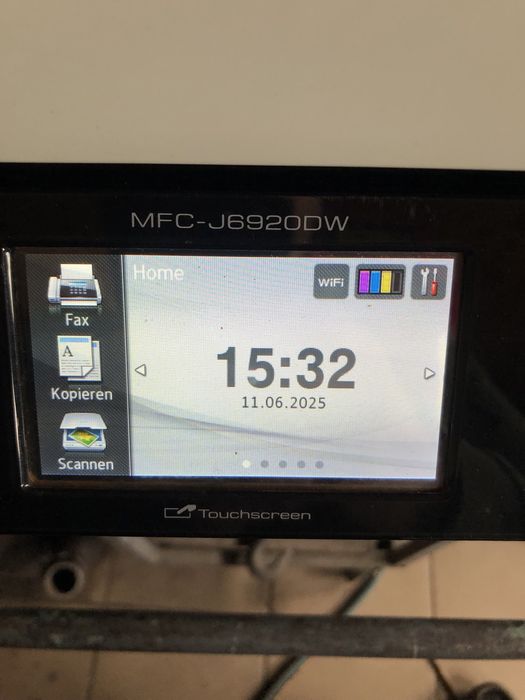 MFC-J6920DW
Home
WiFi
Fax
A
Kopieren
15:32
11.06.2025
Scannen
Touchscreen